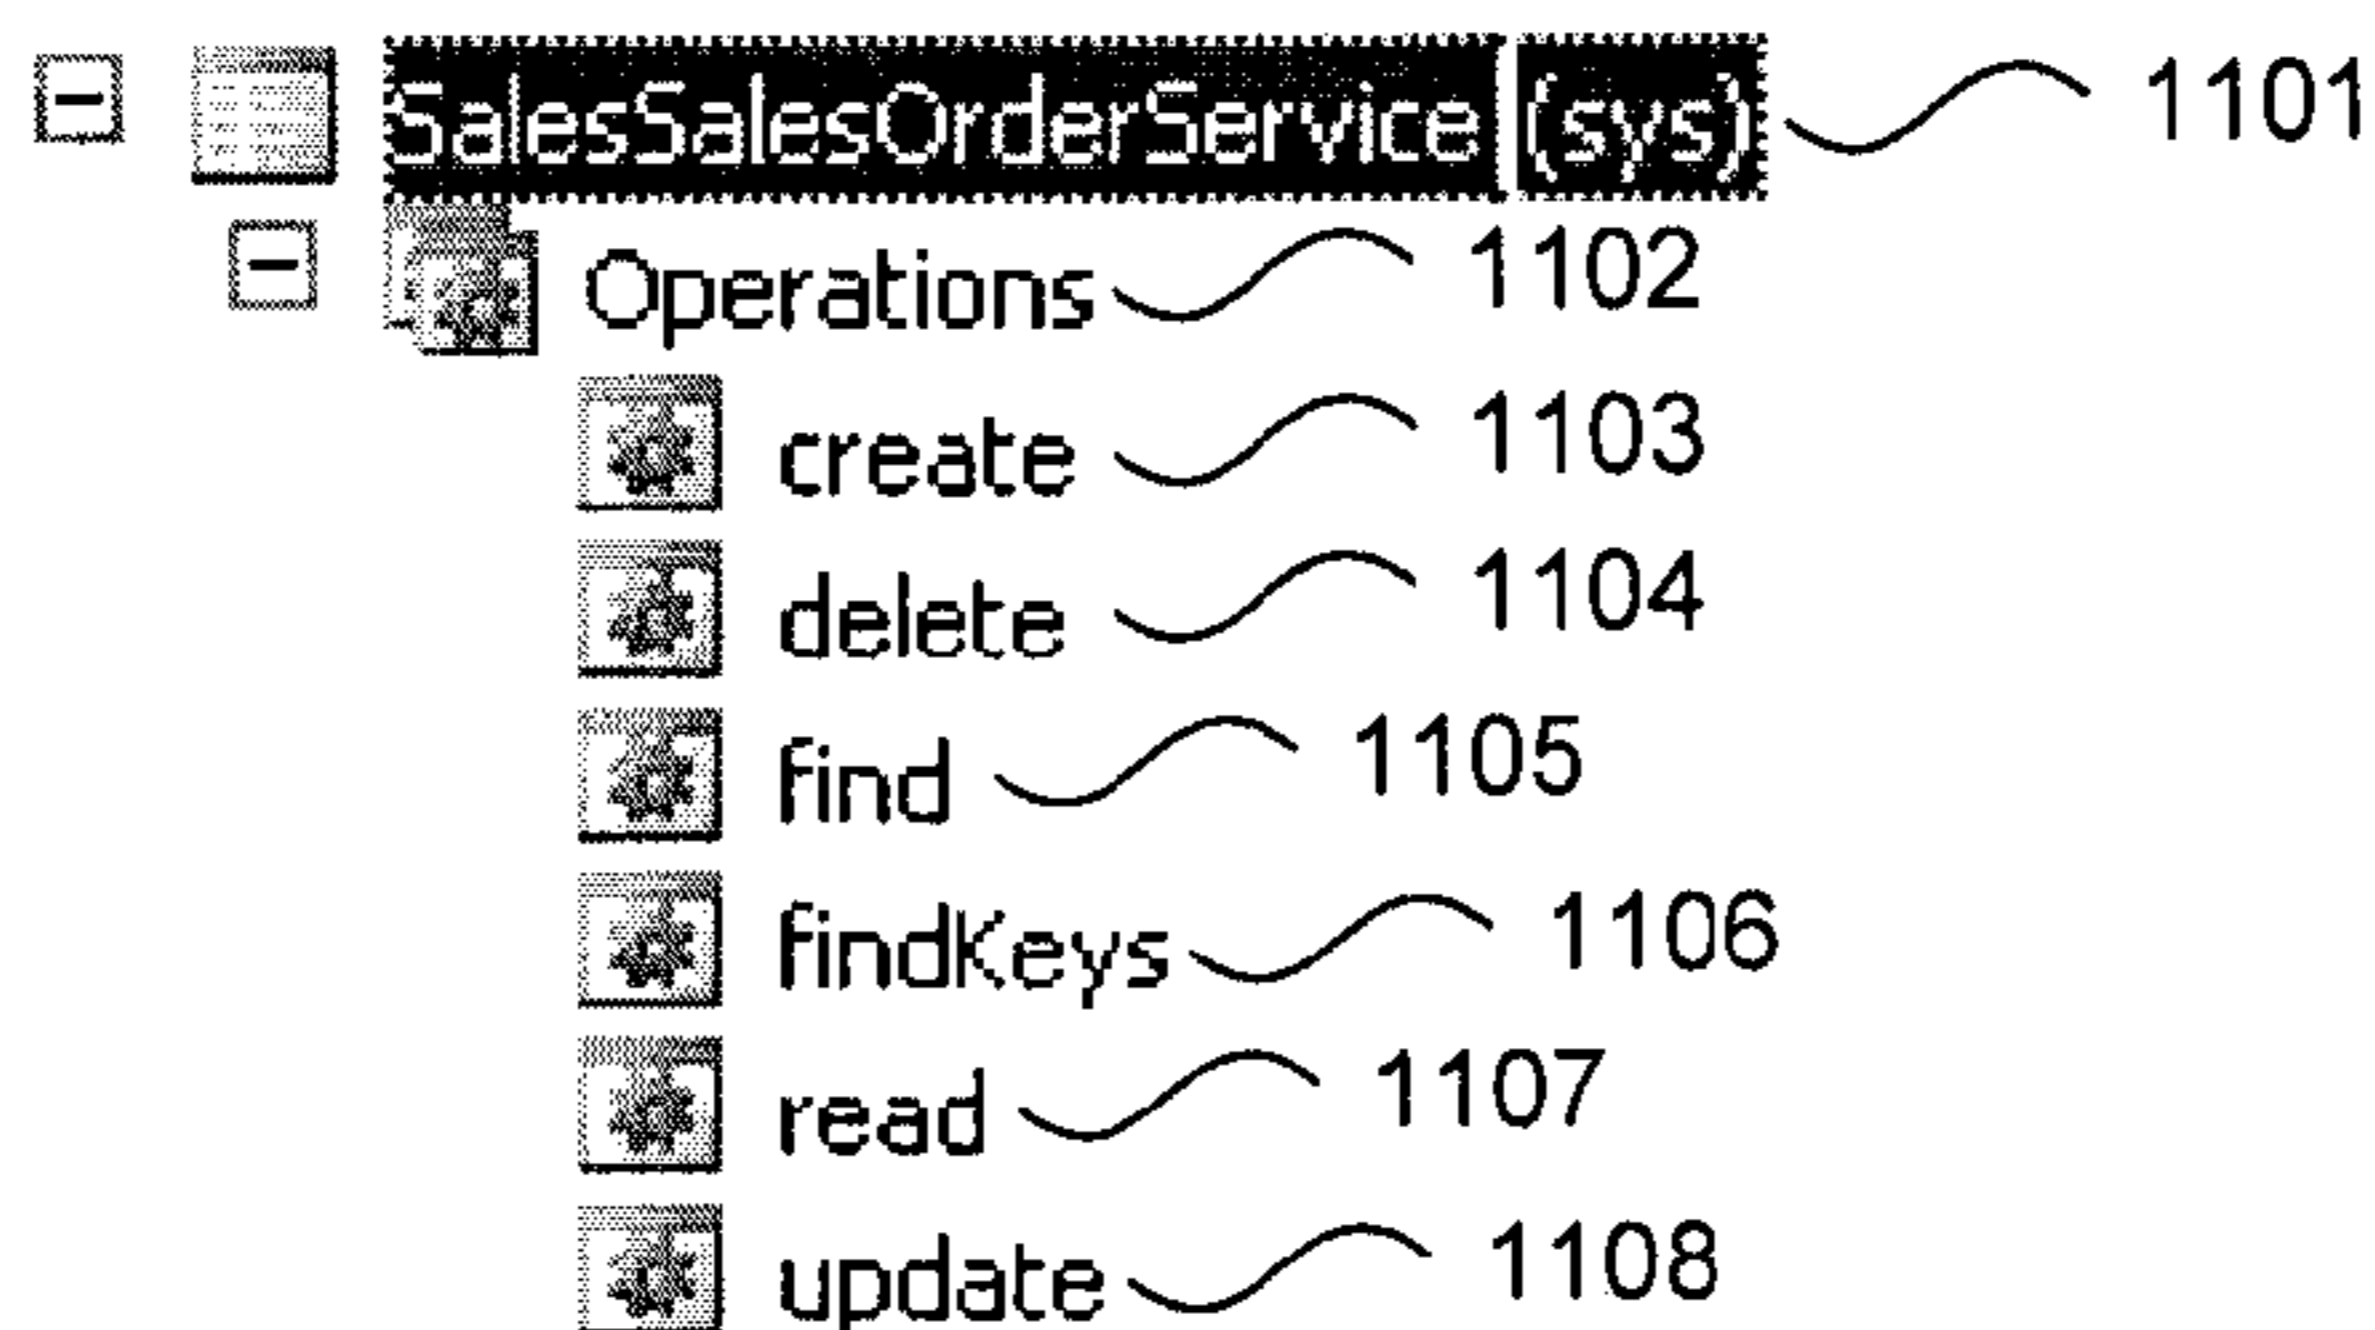 SalesSalesOrderService (sys) 1101
Operations 1102
create 1103
delete 1104
find 1105
findKeys 1106
read 1107
update 1108